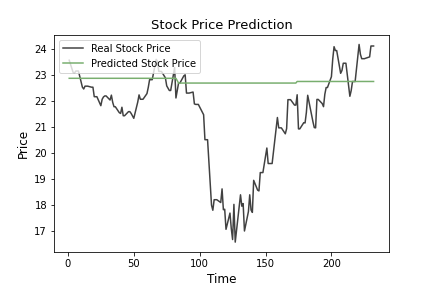 Stock Price Prediction
Real Stock Price
Predicted Stock Price
24
23
22
21
20
19
18
17
Price
0 50 100 150 200
Time